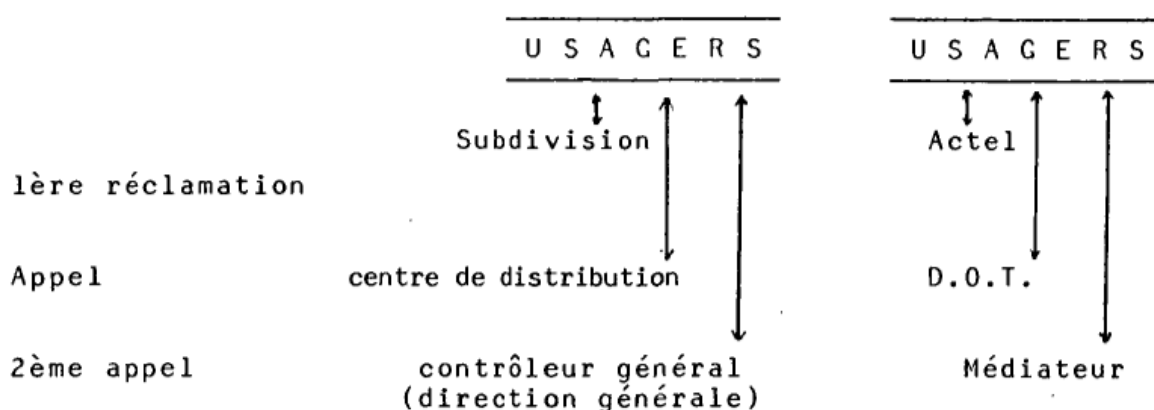 U S A G E R S U S A G E R S
Subdivision Actel
1ère réclamation
Appel centre de distribution D.O.T.
2ème appel contrôleur général Médiateur
(direction générale)